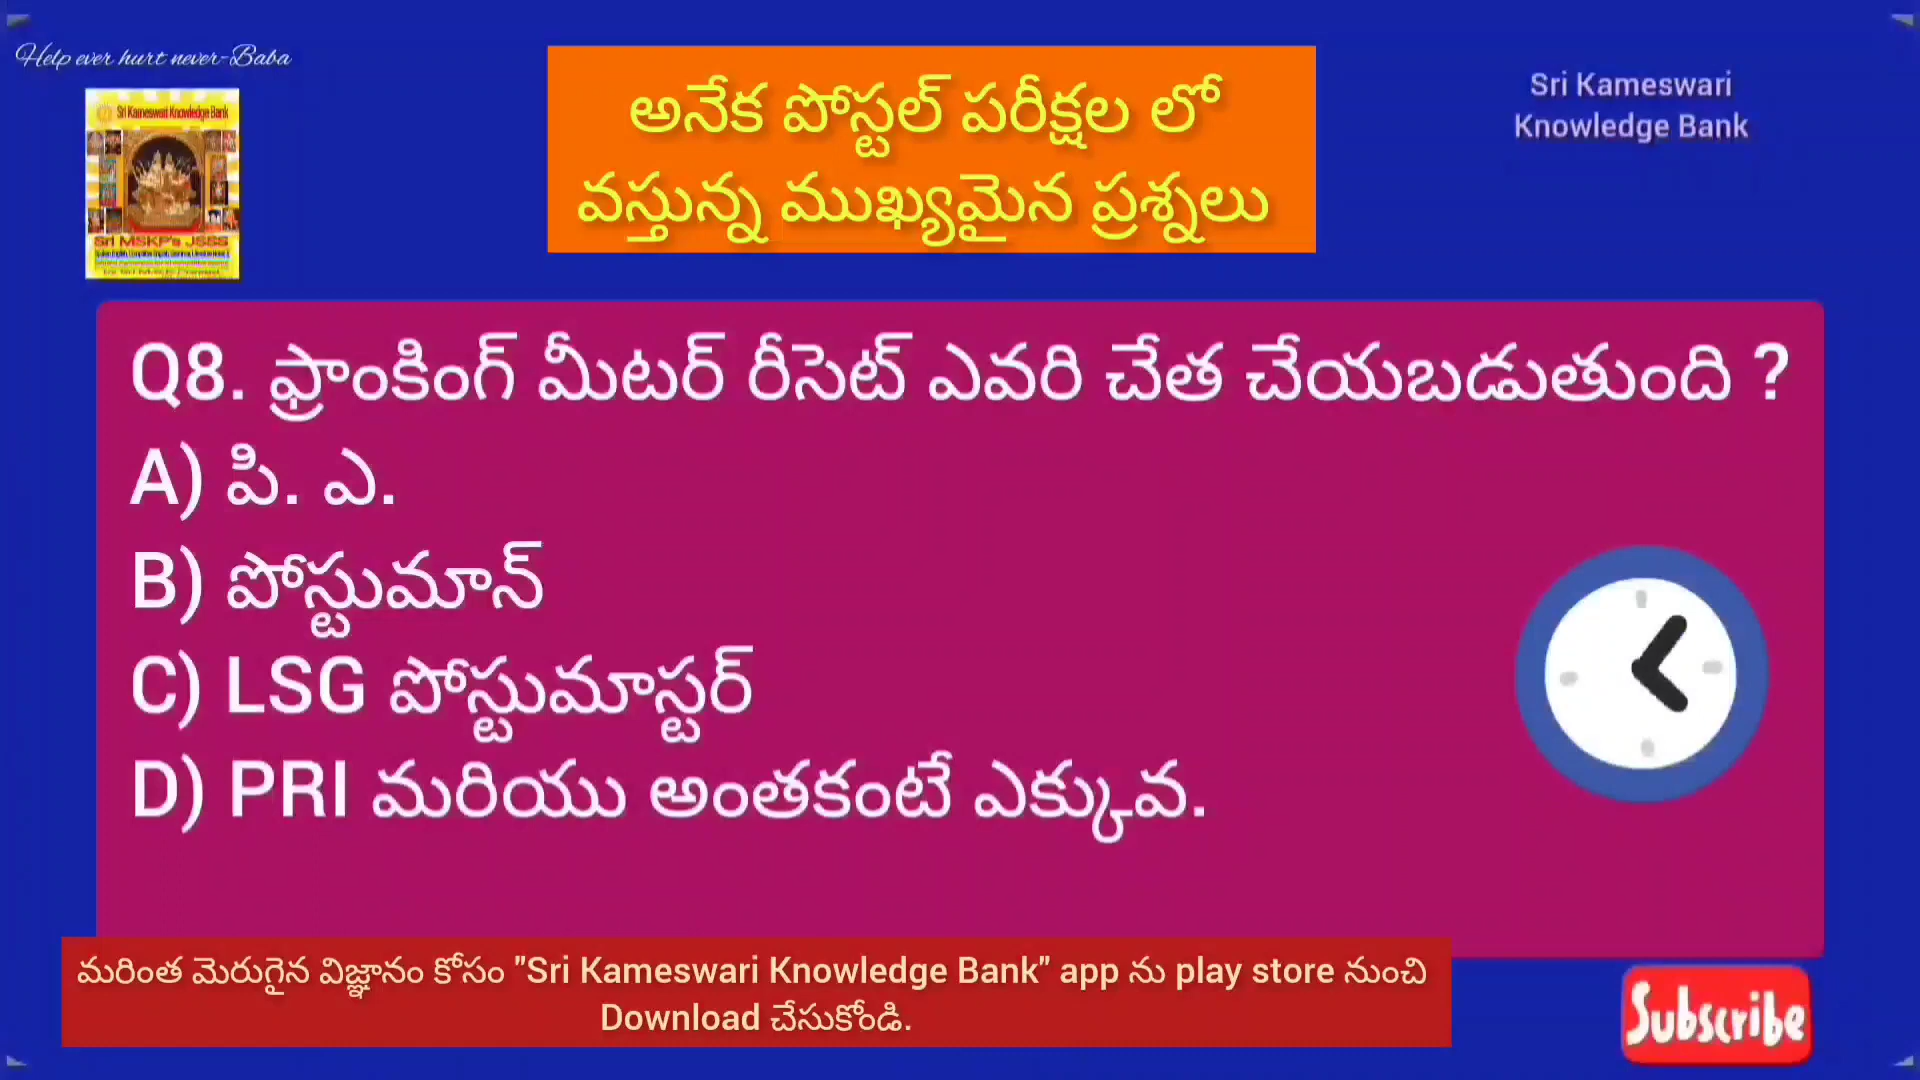 Help ever hurt never-Baba
Sri Kameswari Knowledge Bank
Sri MSKP's JSSS
అనేక పోస్టల్ పరీక్షల లో
వస్తున్న ముఖ్యమైన ప్రశ్నలు
Sri Kameswari
Knowledge Bank
Q8. ఫ్రాంకింగ్ మీటర్ రీసెట్ ఎవరి చేత చేయబడుతుంది ?
A) పి. ఎ.
B) పోస్టుమాన్
C) LSG పోస్టుమాస్టర్
D) PRI మరియు అంతకంటే ఎక్కువ.
మరింత మెరుగైన విజ్ఞానం కోసం "Sri Kameswari Knowledge Bank" app ను play store నుంచి
Download చేసుకోండి.
Subscribe